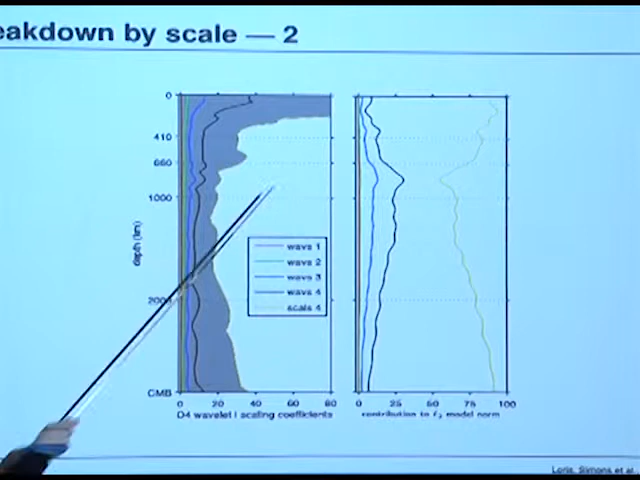 eakdown by scale — 2
0
410
660
1000
2000
CMB
depth (km)
0 20 40 60 80
D4 wavelet | scaling coefficients
wave 1
wave 2
wave 3
wave 4
scale 4
0 25 50 75 100
contribution to ℓ2 model norm
Loris, Simons et al.